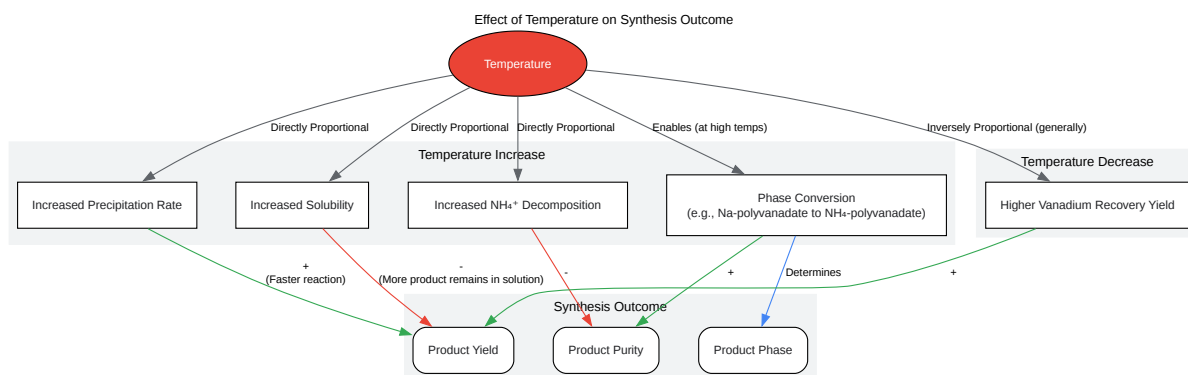 Effect of Temperature on Synthesis Outcome
Temperature
Directly Proportional
Directly Proportional
Directly Proportional
Enables (at high temps)
Inversely Proportional (generally)
Temperature Increase
Temperature Decrease
Increased Precipitation Rate
Increased Solubility
Increased NH₄⁺ Decomposition
Phase Conversion
(e.g., Na-polyvanadate to NH₄-polyvanadate)
Higher Vanadium Recovery Yield
+
(Faster reaction)
-
(More product remains in solution)
-
+
Determines
+
Synthesis Outcome
Product Yield
Product Purity
Product Phase